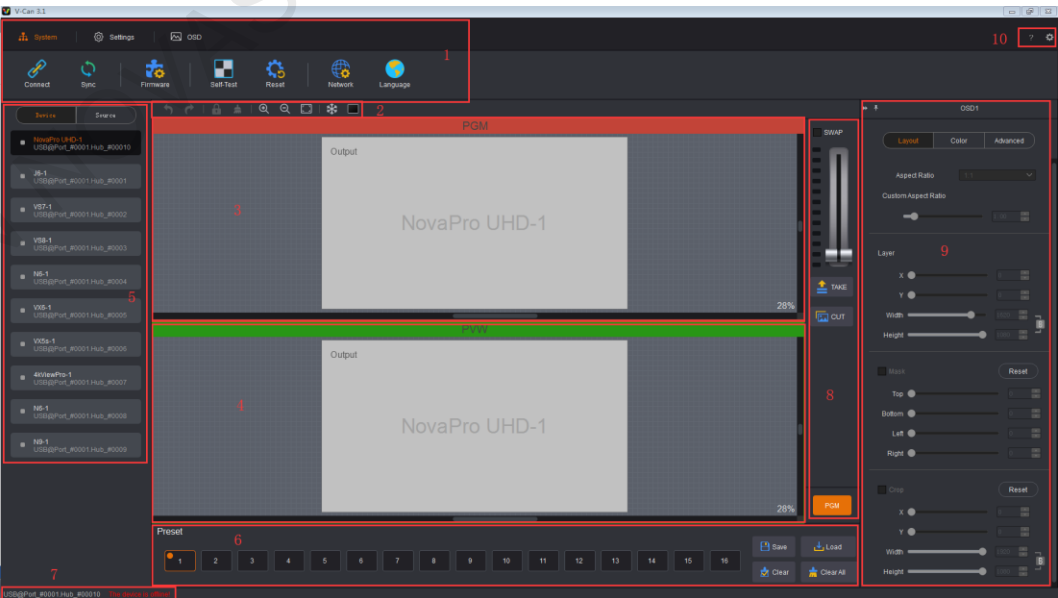 V-Can 3.1
System
Settings
OSD
1
10
?
Connect
Sync
Firmware
Self-Test
Reset
Network
Language
2
Device
Source
NovaPro UHD-1
USB@Port_#0001.Hub_#00010
J6-1
USB@Port_#0001.Hub_#0001
VS7-1
USB@Port_#0001.Hub_#0002
VS8-1
USB@Port_#0001.Hub_#0003
N6-1
USB@Port_#0001.Hub_#0004
5
VX6-1
USB@Port_#0001.Hub_#0005
VX5s-1
USB@Port_#0001.Hub_#0006
4kViewPro-1
USB@Port_#0001.Hub_#0007
N6-1
USB@Port_#0001.Hub_#0008
N9-1
USB@Port_#0001.Hub_#0009
PGM
Output
3
NovaPro UHD-1
28%
PVW
Output
4
NovaPro UHD-1
28%
SWAP
TAKE
CUT
8
PGM
OSD1
Layout
Color
Advanced
Aspect Ratio
Custom Aspect Ratio
9
Layer
X
Y
Width
Height
Mask
Reset
Top
Bottom
Left
Right
Crop
Reset
X
Y
Width
Height
Preset
6
1 2 3 4 5 6 7 8 9 10 11 12 13 14 15 16
Save
Load
Clear
Clear All
7
USB@Port_#0001.Hub_#00010